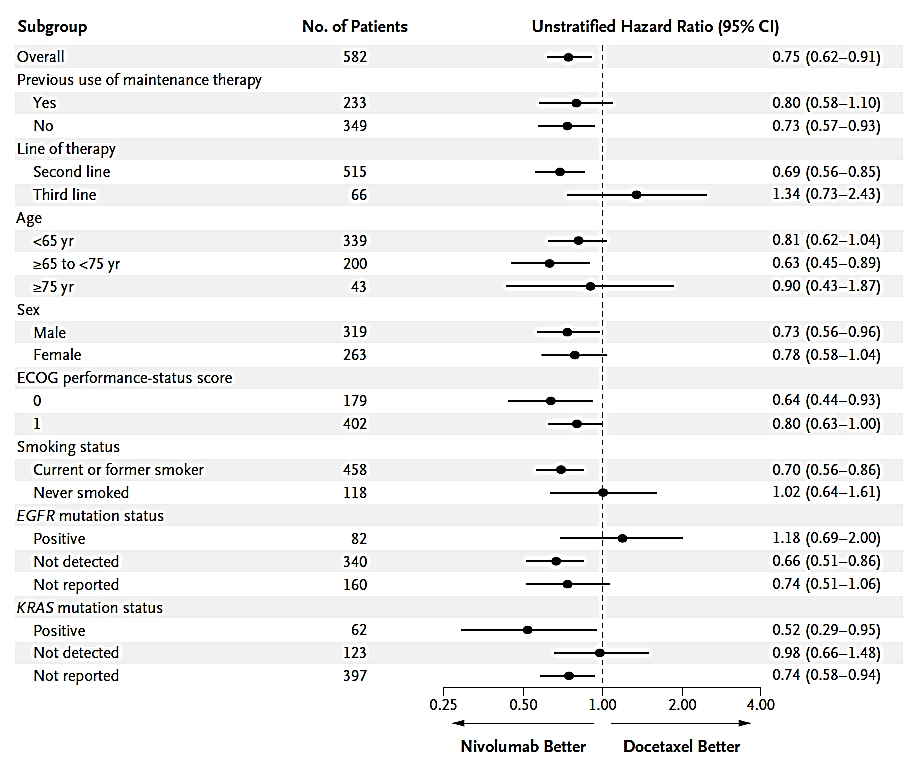 Subgroup No. of Patients Unstratified Hazard Ratio (95% CI)
Overall 582 0.75 (0.62–0.91)
Previous use of maintenance therapy
Yes 233 0.80 (0.58–1.10)
No 349 0.73 (0.57–0.93)
Line of therapy
Second line 515 0.69 (0.56–0.85)
Third line 66 1.34 (0.73–2.43)
Age
<65 yr 339 0.81 (0.62–1.04)
≥65 to <75 yr 200 0.63 (0.45–0.89)
≥75 yr 43 0.90 (0.43–1.87)
Sex
Male 319 0.73 (0.56–0.96)
Female 263 0.78 (0.58–1.04)
ECOG performance-status score
0 179 0.64 (0.44–0.93)
1 402 0.80 (0.63–1.00)
Smoking status
Current or former smoker 458 0.70 (0.56–0.86)
Never smoked 118 1.02 (0.64–1.61)
EGFR mutation status
Positive 82 1.18 (0.69–2.00)
Not detected 340 0.66 (0.51–0.86)
Not reported 160 0.74 (0.51–1.06)
KRAS mutation status
Positive 62 0.52 (0.29–0.95)
Not detected 123 0.98 (0.66–1.48)
Not reported 397 0.74 (0.58–0.94)
0.25 0.50 1.00 2.00 4.00
Nivolumab Better Docetaxel Better